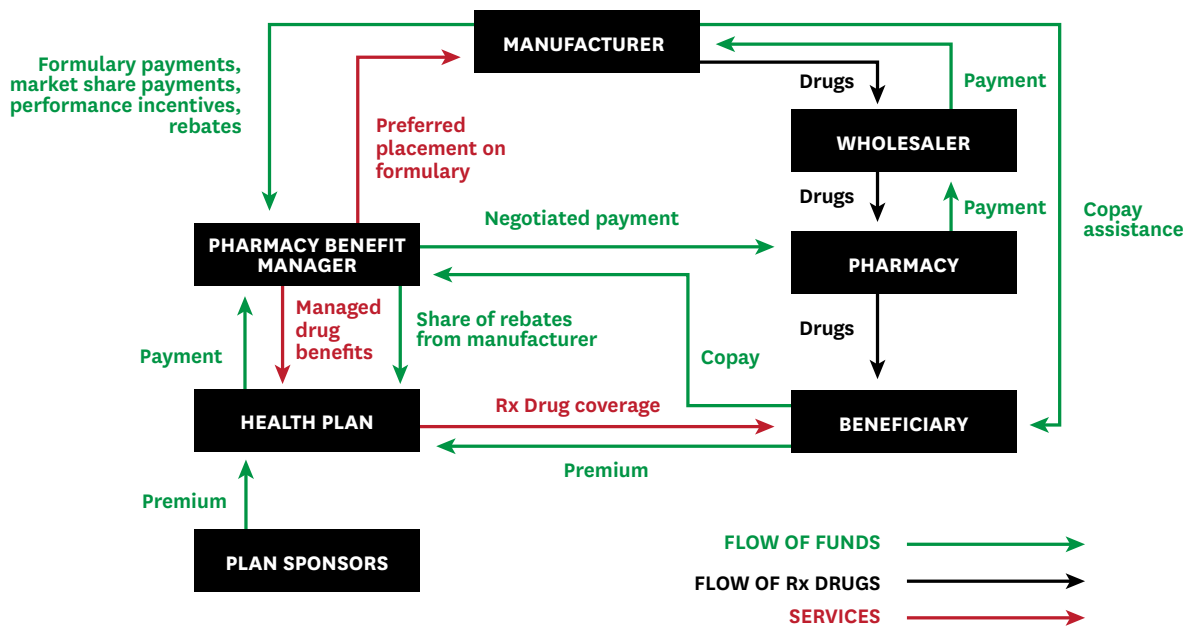 MANUFACTURER
Formulary payments,
market share payments,
performance incentives,
rebates
Preferred
placement on
formulary
Drugs
Payment
WHOLESALER
Drugs
Payment
Copay
assistance
Negotiated payment
PHARMACY BENEFIT
MANAGER
PHARMACY
Managed
drug
benefits
Share of rebates
from manufacturer
Payment
Drugs
Copay
HEALTH PLAN
Rx Drug coverage
BENEFICIARY
Premium
Premium
PLAN SPONSORS
FLOW OF FUNDS
FLOW OF Rx DRUGS
SERVICES